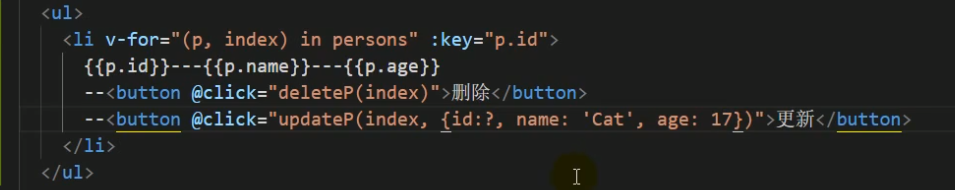 <ul>
<li v-for="(p, index) in persons" :key="p.id">
{{p.id}}---{{p.name}}---{{p.age}}
--<button @click="deleteP(index)">删除</button>
--<button @click="updateP(index, {id:?, name: 'Cat', age: 17})">更新</button>
</li>
</ul>